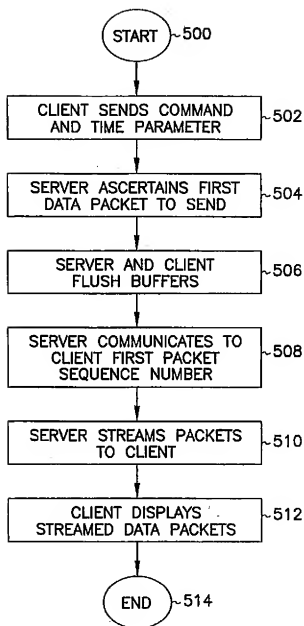 START 500
CLIENT SENDS COMMAND 502
AND TIME PARAMETER
SERVER ASCERTAINS FIRST 504
DATA PACKET TO SEND
SERVER AND CLIENT 506
FLUSH BUFFERS
SERVER COMMUNICATES TO
CLIENT FIRST PACKET 508
SEQUENCE NUMBER
SERVER STREAMS PACKETS 510
TO CLIENT
CLIENT DISPLAYS 512
STREAMED DATA PACKETS
END 514